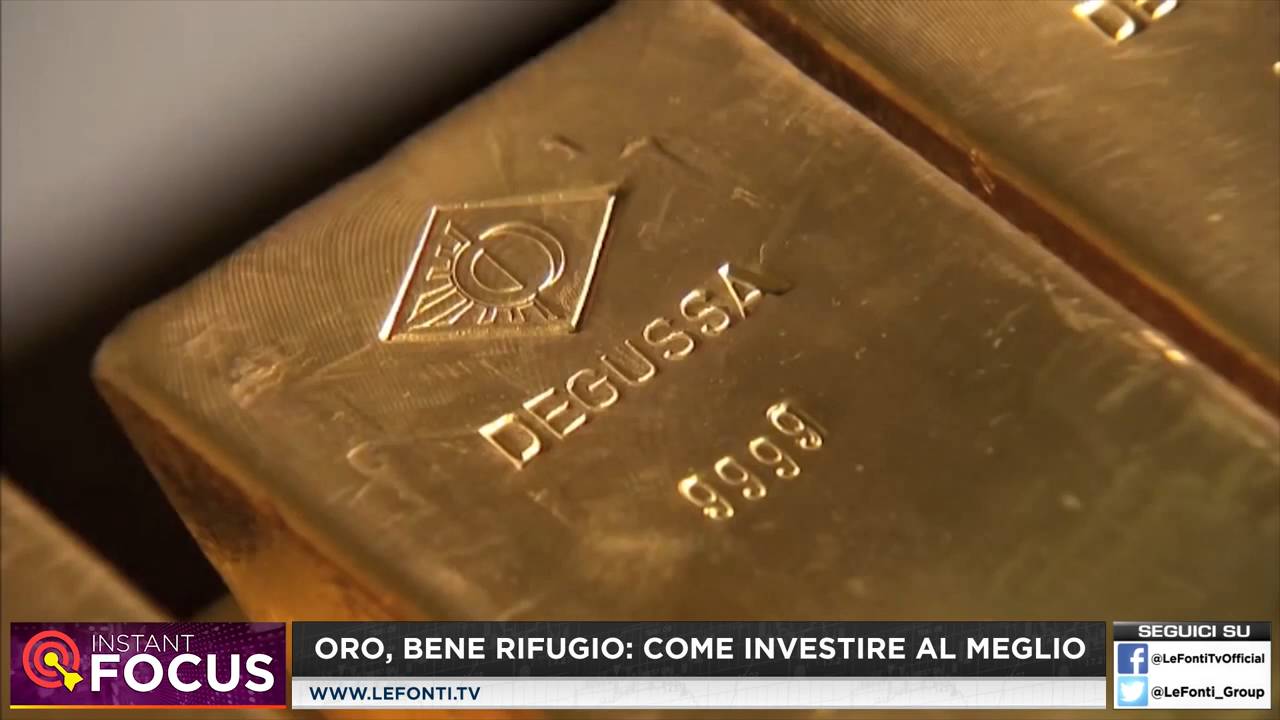 DEGUSSA
9999
INSTANT
FOCUS
ORO, BENE RIFUGIO: COME INVESTIRE AL MEGLIO
WWW.LEFONTI.TV
SEGUICI SU
@LeFontiTvOfficial
@LeFonti_Group